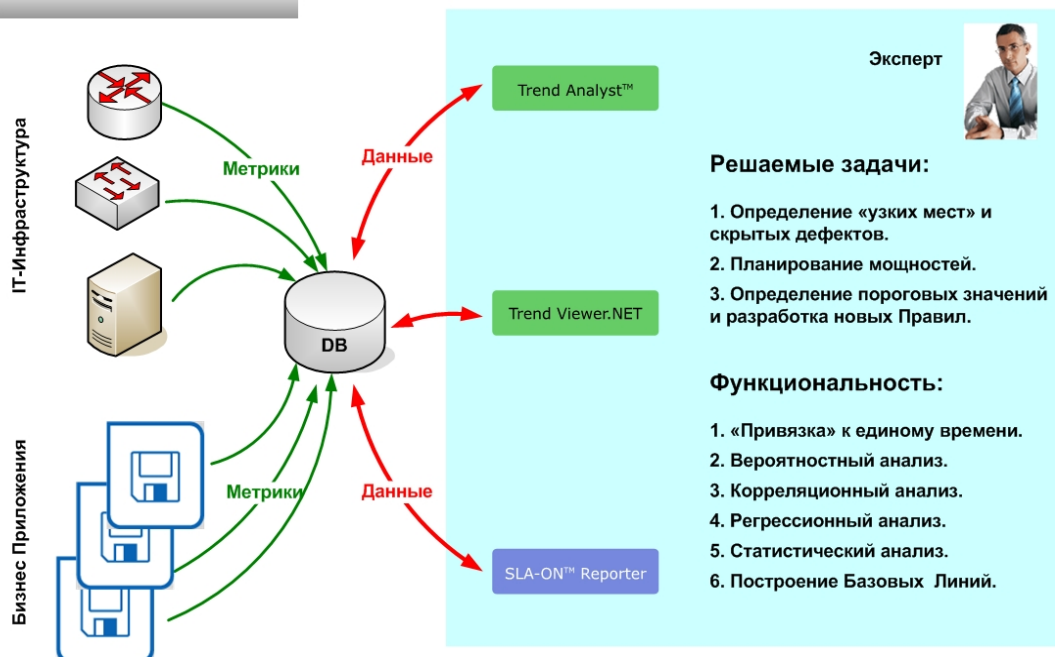 IT-Инфраструктура
Метрики
Данные
DB
Бизнес Приложения
Метрики
Данные
Trend Analyst™
Trend Viewer.NET
SLA-ON™ Reporter
Эксперт
Решаемые задачи:
1. Определение «узких мест» и
скрытых дефектов.
2. Планирование мощностей.
3. Определение пороговых значений
и разработка новых Правил.
Функциональность:
1. «Привязка» к единому времени.
2. Вероятностный анализ.
3. Корреляционный анализ.
4. Регрессионный анализ.
5. Статистический анализ.
6. Построение Базовых Линий.